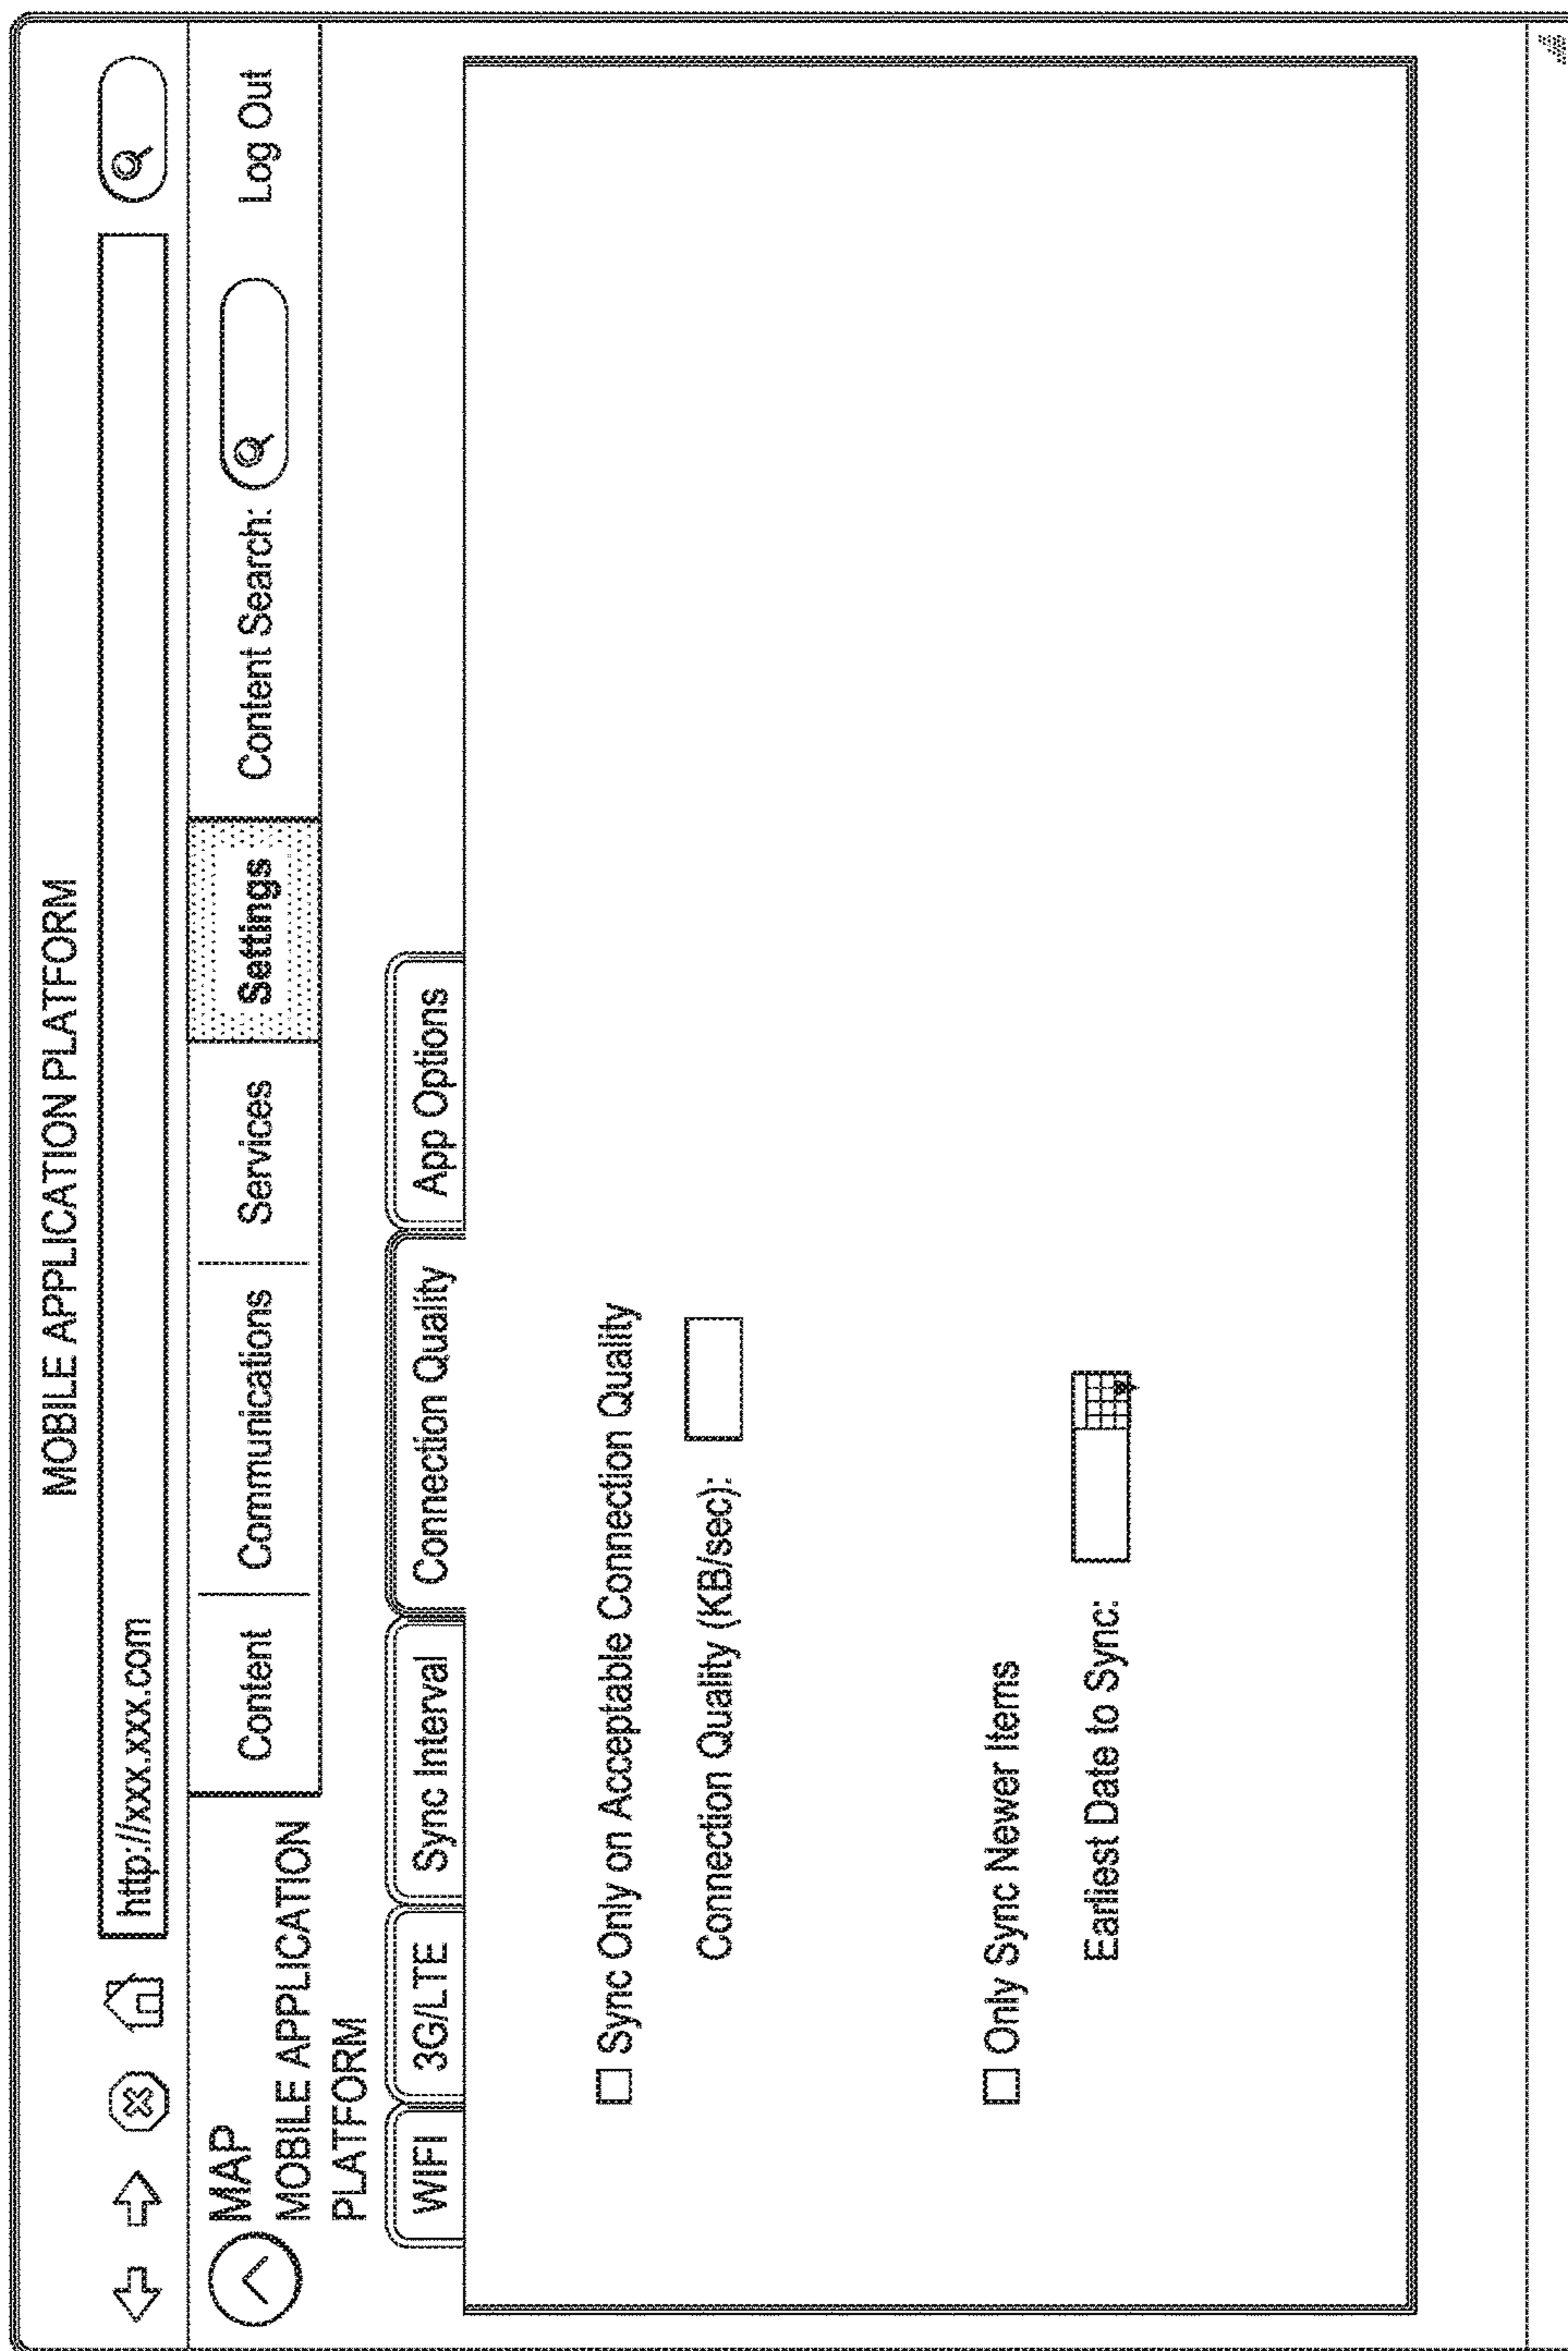 MOBILE APPLICATION PLATFORM
http://xxx.xxx.com
MAP
MOBILE APPLICATION
PLATFORM
Content
Communications
Services
Settings
Content Search:
Log Out
WIFI
3G/LTE
Sync Interval
Connection Quality
App Options
Sync Only on Acceptable Connection Quality
Connection Quality (KB/sec):
Only Sync Newer Items
Earliest Date to Sync: